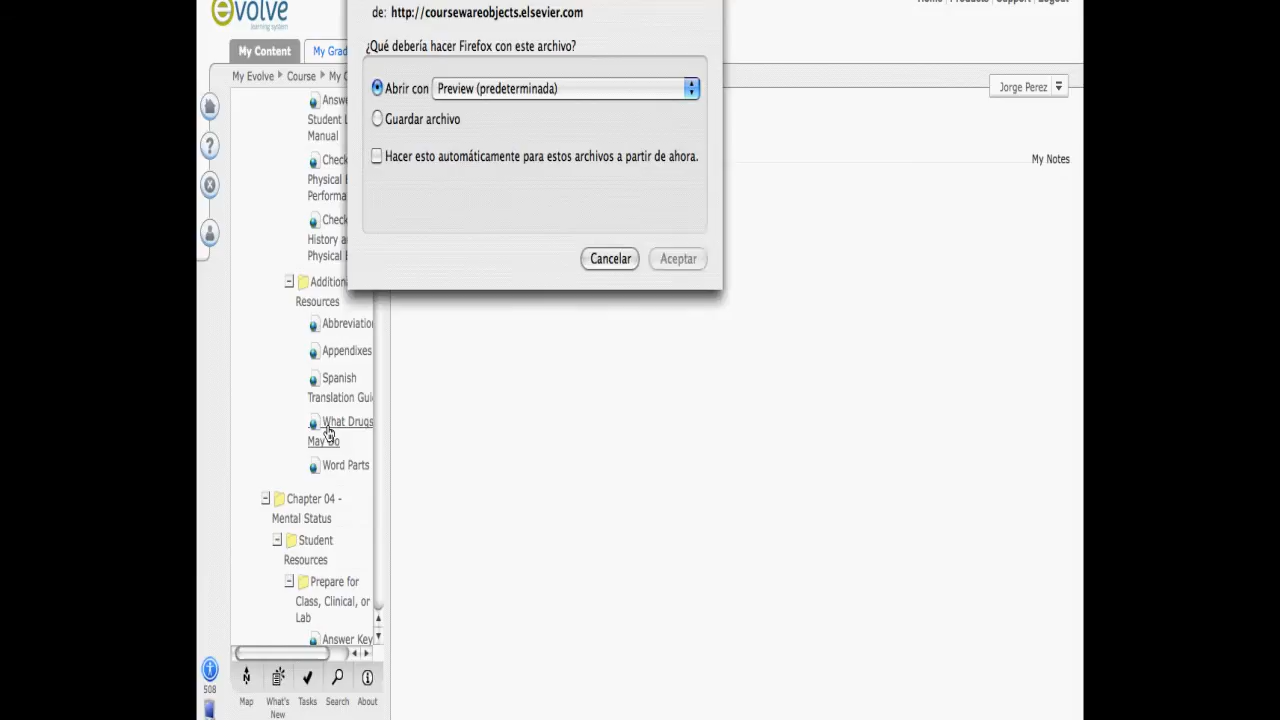 evolve
learning system
Home | Products | Support | Logout
de: http://coursewareobjects.elsevier.com
¿Qué debería hacer Firefox con este archivo?
Abrir con Preview (predeterminada)
Guardar archivo
Hacer esto automáticamente para estos archivos a partir de ahora.
Cancelar Aceptar
My Content My Grad
My Evolve Course My C
Jorge Perez
My Notes
Answe
Student L
Manual
Check
Physical H
Performa
Check
History a
Physical E
Addition
Resources
Abbreviation
Appendixes
Spanish
Translation Guid
What Drugs
May Do
Word Parts
Chapter 04 -
Mental Status
Student
Resources
Prepare for
Class, Clinical, or
Lab
Answer Key
508
Map What's New Tasks Search About